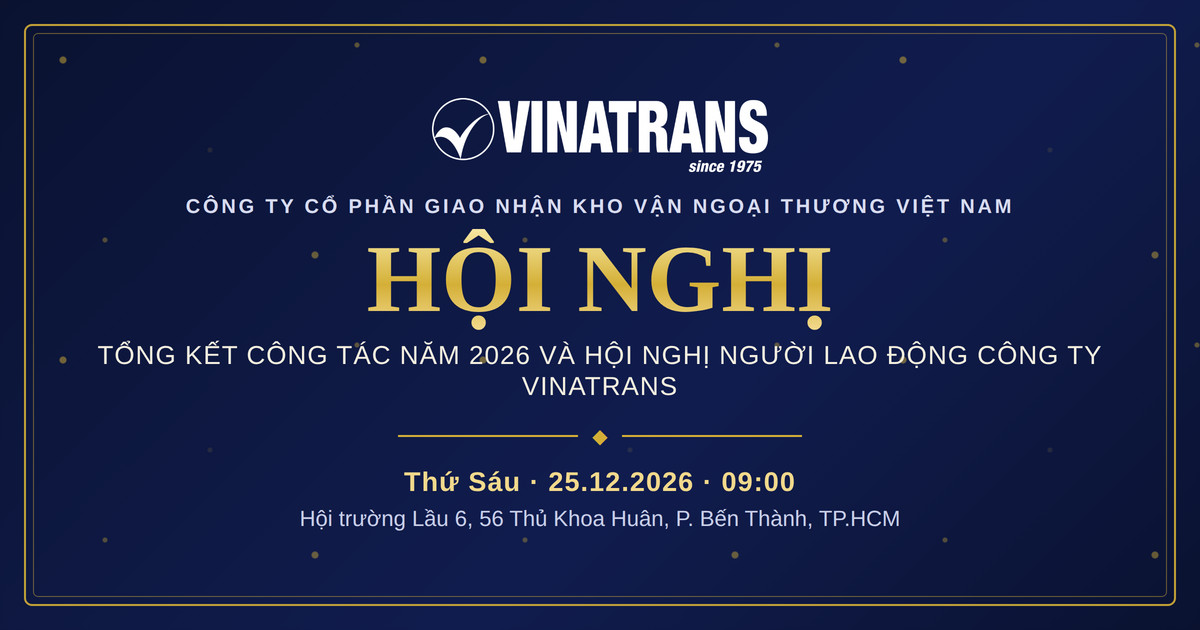 VINATRANS
since 1975
CÔNG TY CỔ PHẦN GIAO NHẬN KHO VẬN NGOẠI THƯƠNG VIỆT NAM
HỘI NGHỊ
TỔNG KẾT CÔNG TÁC NĂM 2026 VÀ HỘI NGHỊ NGƯỜI LAO ĐỘNG CÔNG TY
VINATRANS
Thứ Sáu · 25.12.2026 · 09:00
Hội trường Lầu 6, 56 Thủ Khoa Huân, P. Bến Thành, TP.HCM